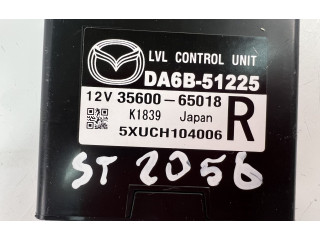 LVL CONTROL UNIT
DA6B-51225
12V 35600-65018
K1839 Japan R
5XUCH104006
ST 2056